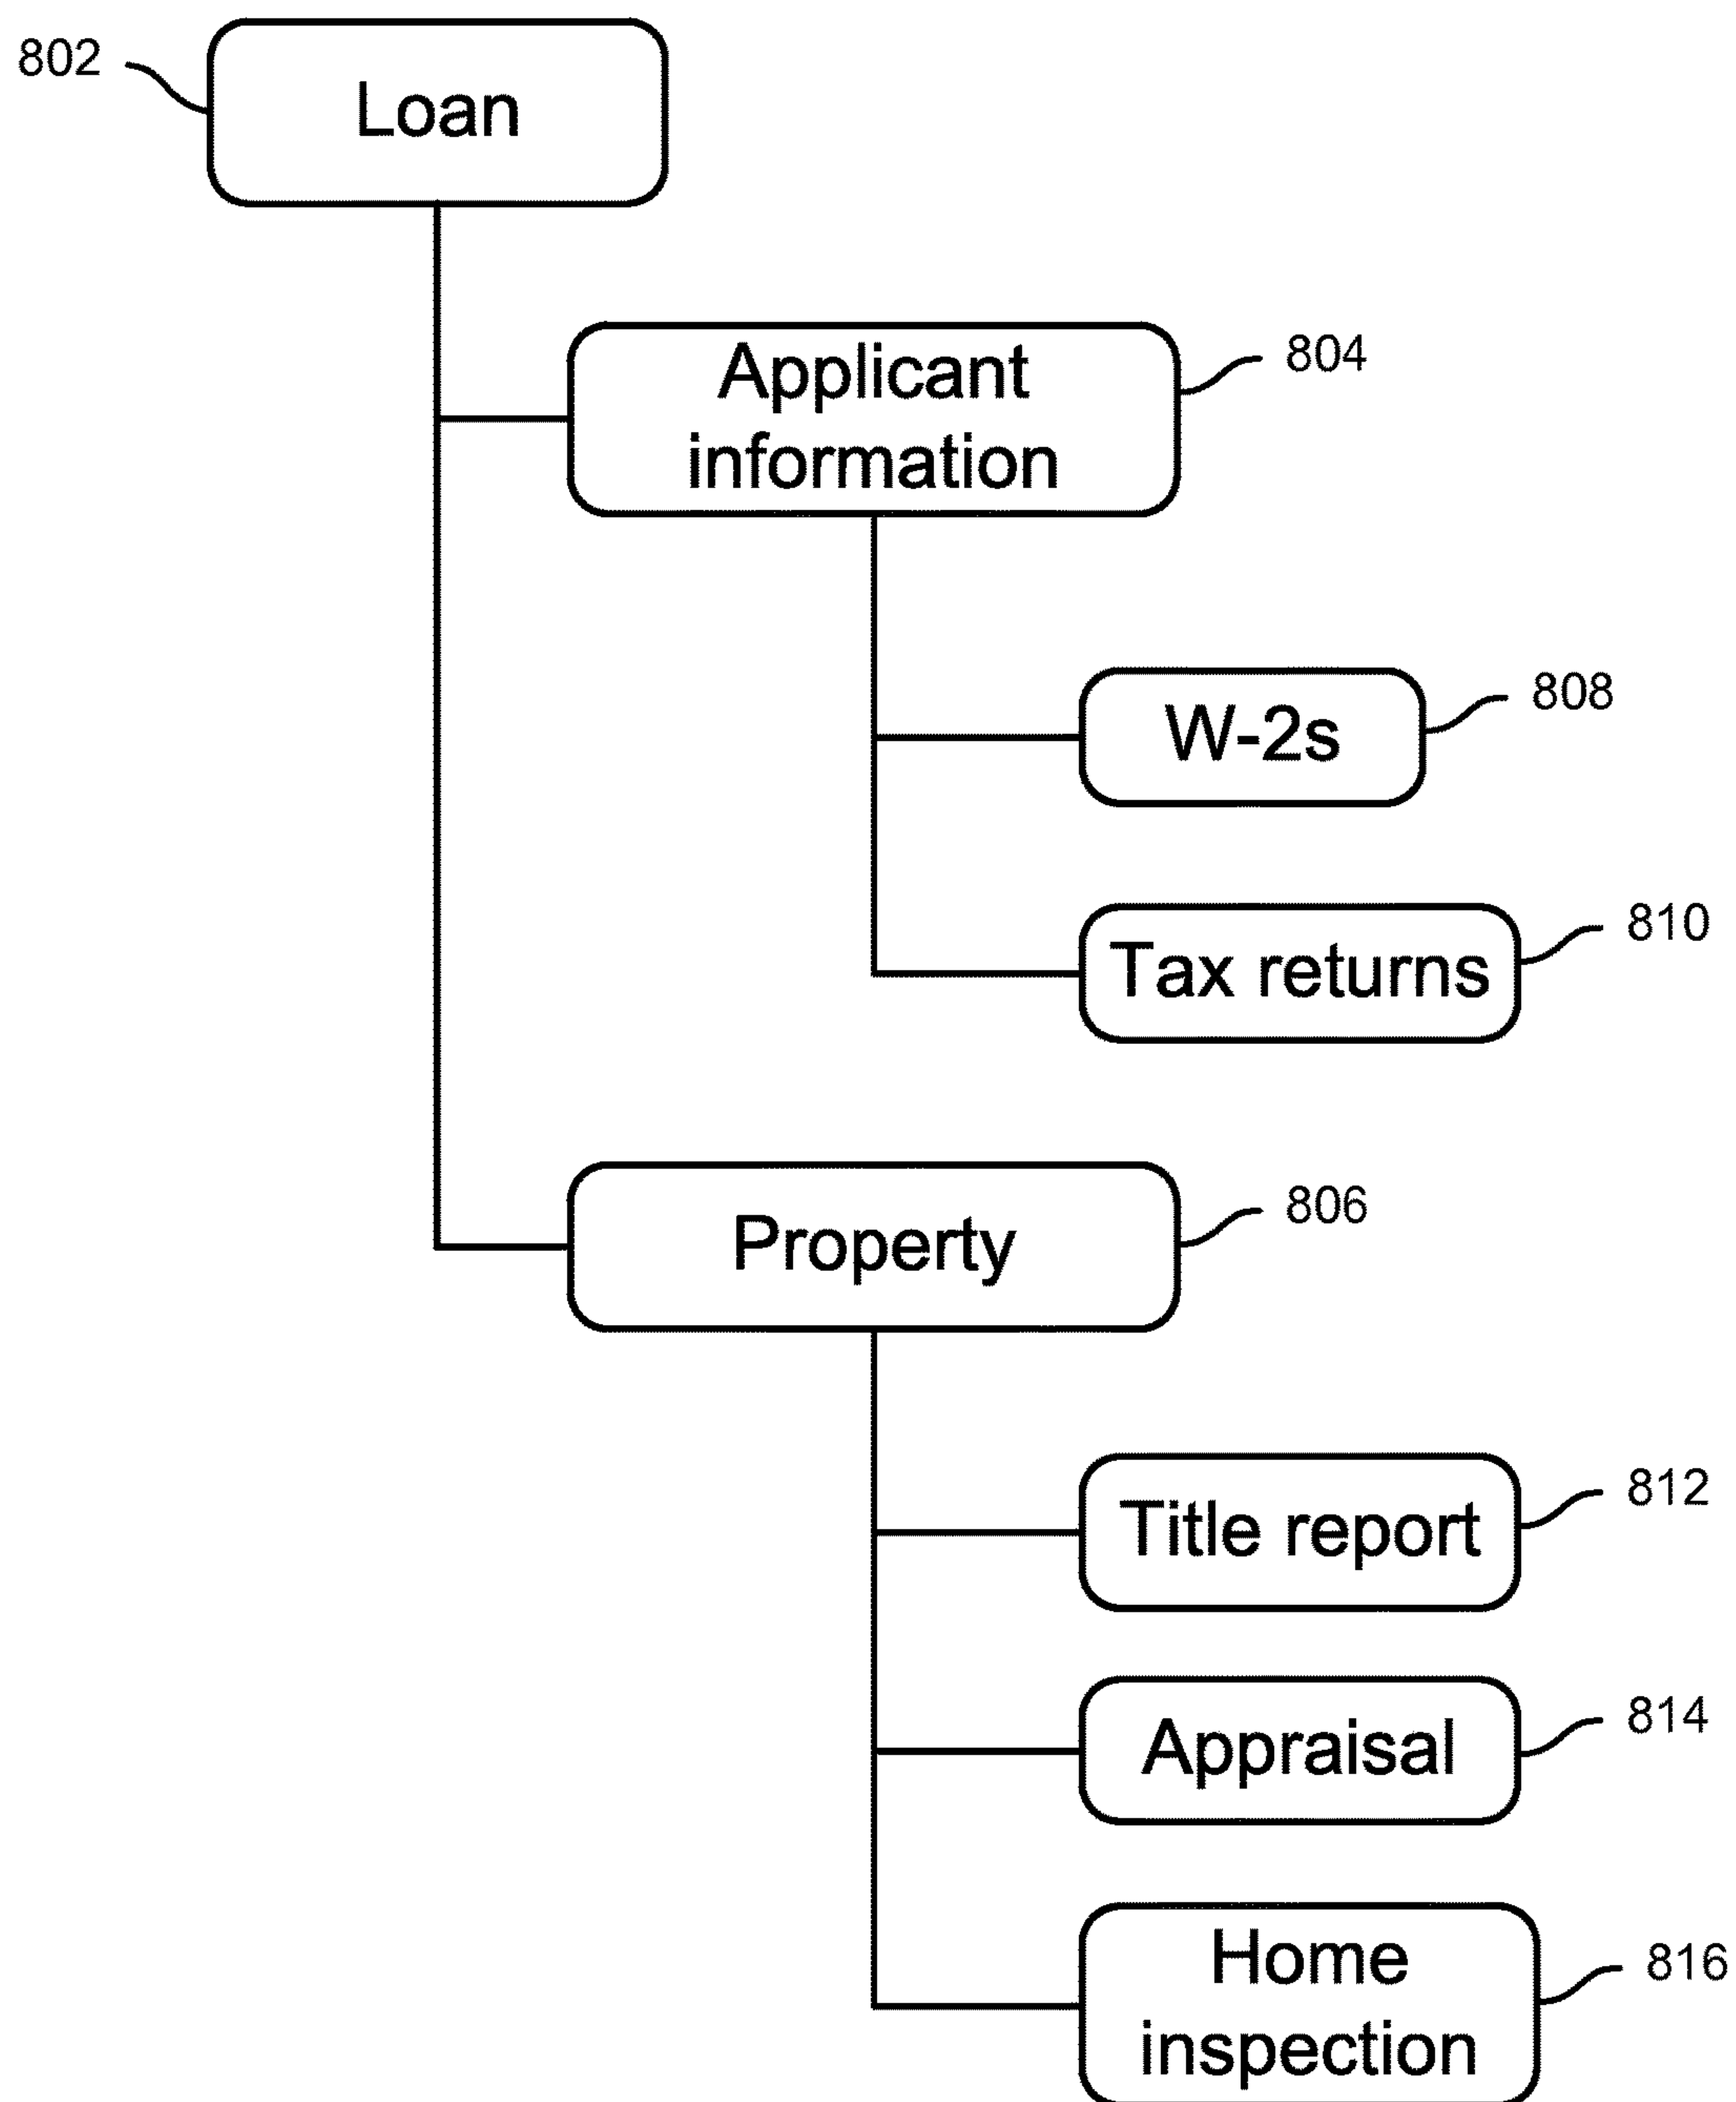 802
Loan
Applicant
information
804
W-2s
808
Tax returns
810
Property
806
Title report
812
Appraisal
814
Home
inspection
816